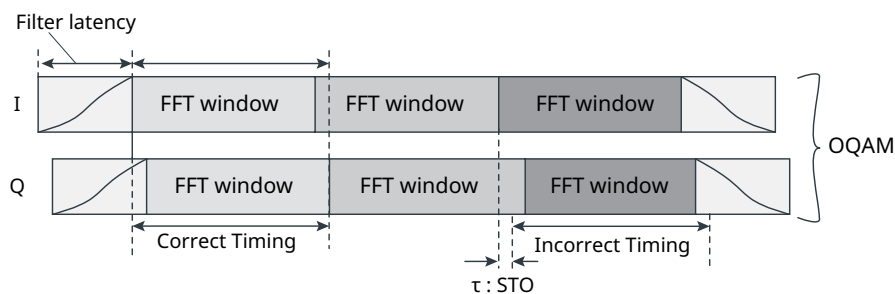 Filter latency
I
FFT window
FFT window
FFT window
OQAM
Q
FFT window
FFT window
FFT window
Correct Timing
Incorrect Timing
τ : STO